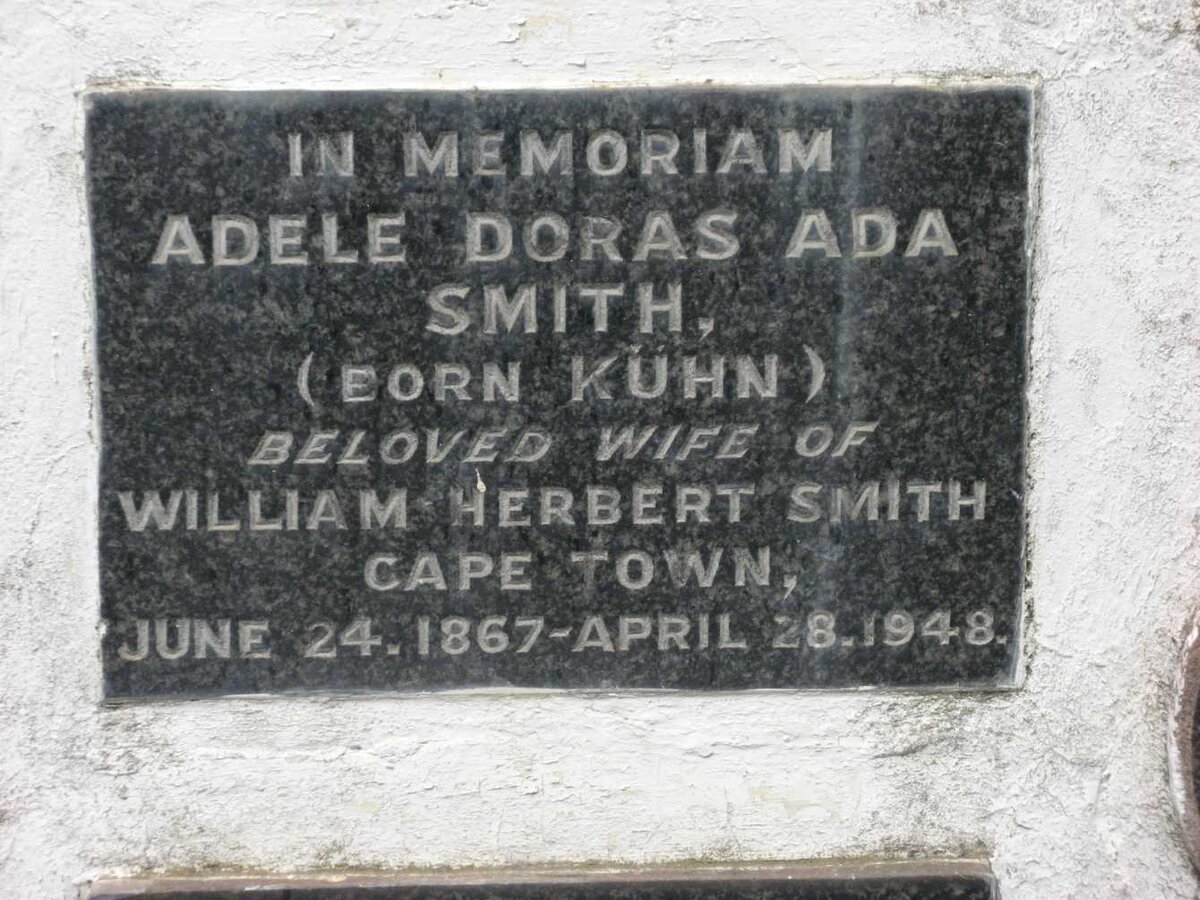 IN MEMORIAM
ADELE DORAS ADA
SMITH,
(BORN KÜHN)
BELOVED WIFE OF
WILLIAM HERBERT SMITH
CAPE TOWN,
JUNE 24. 1867-APRIL 28. 1948.